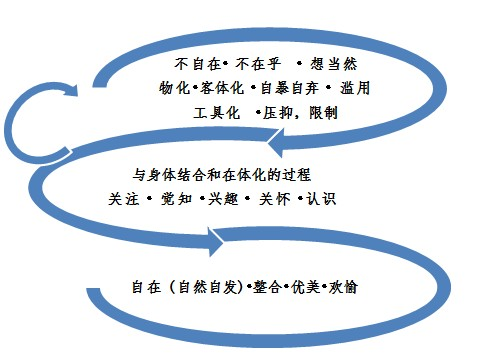 不自在•不在乎 •想当然
物化•客体化•自暴自弃•滥用
工具化 •压抑，限制
与身体结合和在体化的过程
关注•觉知•兴趣•关怀•认识
自在（自然自发）•整合•优美•欢愉